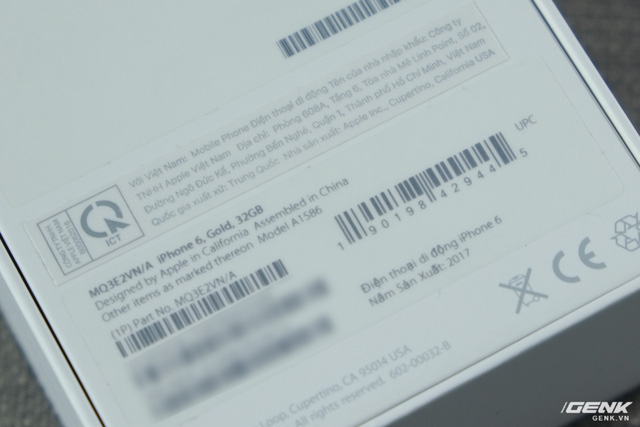 Với Việt Nam: Mobile Phone Điện thoại di động Tên của nhà nhập khẩu: Công ty
TNHH Apple Việt Nam Địa chỉ: Phòng 808A, Tầng 6, Tòa nhà Mê Linh Point, Số 02,
Đường Ngô Đức Kế, Phường Bến Nghé, Quận 1, Thành phố Hồ Chí Minh, Việt Nam
Quốc gia xuất xứ: Trung Quốc. Nhà sản xuất: Apple Inc., Cupertino, California USA
ICT
MQ3E2VN/A iPhone 6, Gold, 32GB
Designed by Apple in California Assembled in China
Other items as marked thereon Model A1586
(1P) Part No. MQ3E2VN/A
UPC
1 90198 42944 5
Điện thoại di động iPhone 6
Năm Sản Xuất: 2017
CE
Loop, Cupertino, CA 95014 USA
All rights reserved. 602-00032-B
GENK
GENK.VN